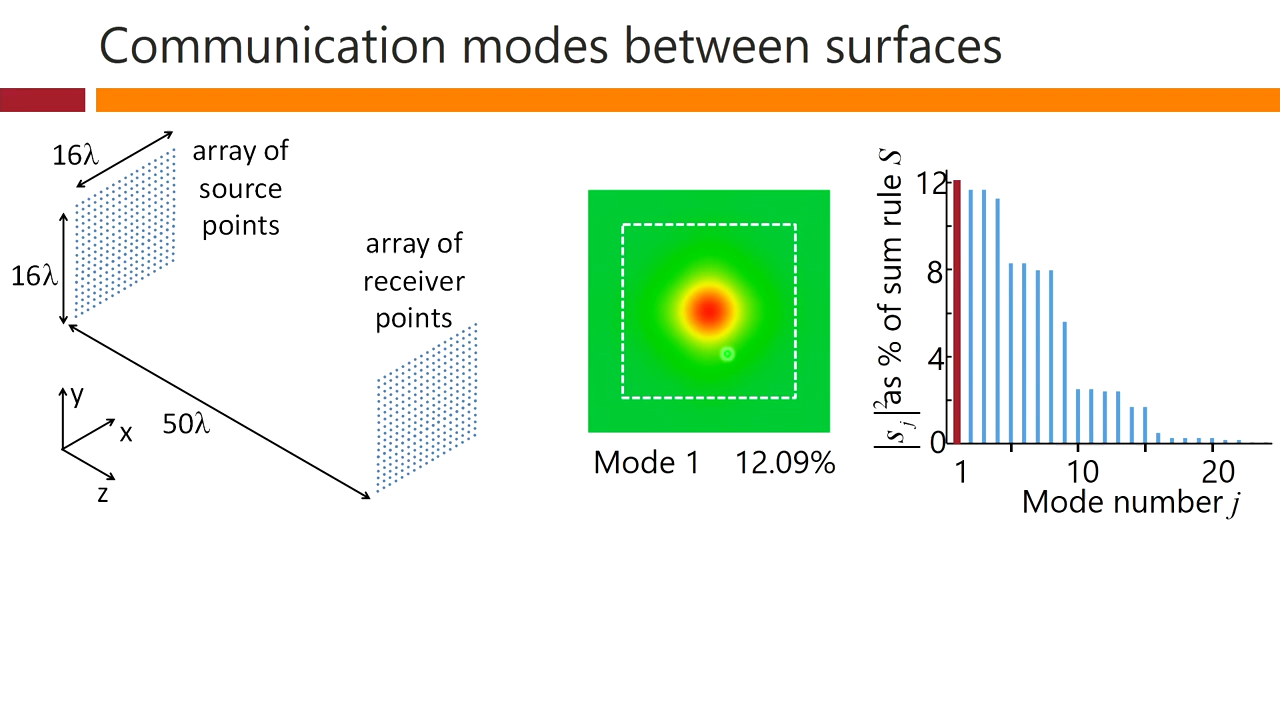 Communication modes between surfaces
16λ
array of
source
points
16λ
array of
receiver
points
50λ
y
x
z
Mode 1 12.09%
|s_j|² as % of sum rule S
12
8
4
0
1 10 20
Mode number j